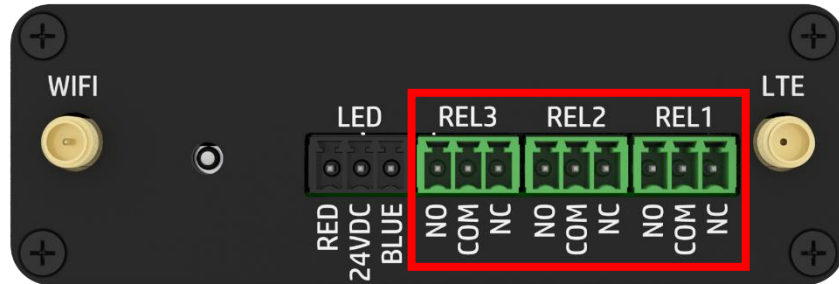 WIFI
LTE
LED REL3 REL2 REL1
RED 24VDC BLUE NO COM NC NO COM NC NO COM NC